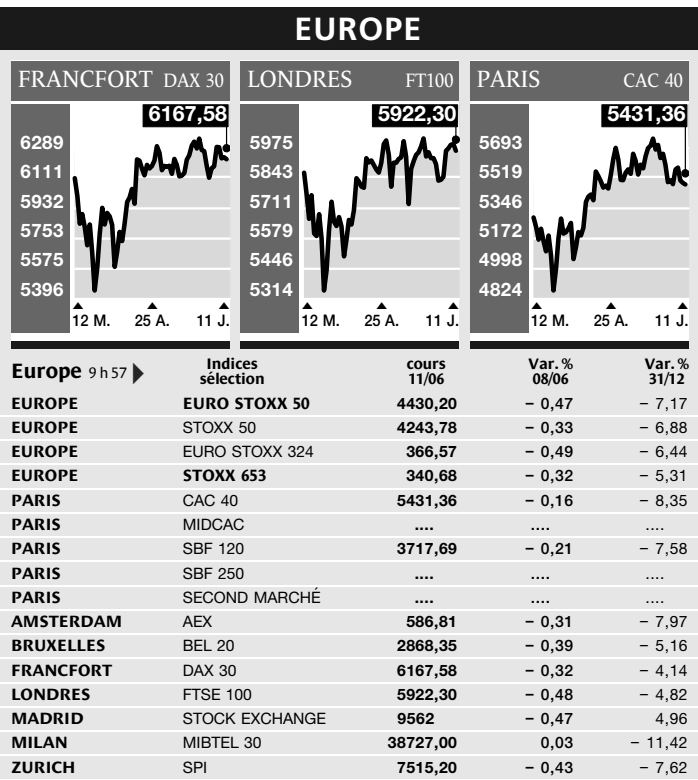 EUROPE
FRANCFORT DAX 30
6167,58
6289
6111
5932
5753
5575
5396
12 M. 25 A. 11 J.
LONDRES FT100
5922,30
5975
5843
5711
5579
5446
5314
12 M. 25 A. 11 J.
PARIS CAC 40
5431,36
5693
5519
5346
5172
4998
4824
12 M. 25 A. 11 J.
Europe 9 h 57 Indices sélection cours 11/06 Var. % 08/06 Var. % 31/12
EUROPE EURO STOXX 50 4430,20 – 0,47 – 7,17
EUROPE STOXX 50 4243,78 – 0,33 – 6,88
EUROPE EURO STOXX 324 366,57 – 0,49 – 6,44
EUROPE STOXX 653 340,68 – 0,32 – 5,31
PARIS CAC 40 5431,36 – 0,16 – 8,35
PARIS MIDCAC .... .... ....
PARIS SBF 120 3717,69 – 0,21 – 7,58
PARIS SBF 250 .... .... ....
PARIS SECOND MARCHÉ .... .... ....
AMSTERDAM AEX 586,81 – 0,31 – 7,97
BRUXELLES BEL 20 2868,35 – 0,39 – 5,16
FRANCFORT DAX 30 6167,58 – 0,32 – 4,14
LONDRES FTSE 100 5922,30 – 0,48 – 4,82
MADRID STOCK EXCHANGE 9562 – 0,47 4,96
MILAN MIBTEL 30 38727,00 0,03 – 11,42
ZURICH SPI 7515,20 – 0,43 – 7,62